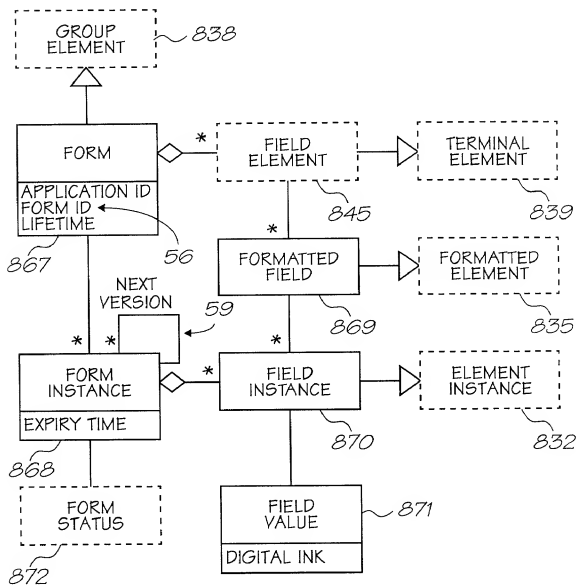 GROUP
ELEMENT
838
FORM
*
FIELD
ELEMENT
TERMINAL
ELEMENT
APPLICATION ID
FORM ID
LIFETIME
867
56
845
839
*
FORMATTED
FIELD
FORMATTED
ELEMENT
869
835
NEXT
VERSION
59
* * *
FORM
INSTANCE
*
FIELD
INSTANCE
ELEMENT
INSTANCE
EXPIRY TIME
868
870
832
FORM
STATUS
872
FIELD
VALUE
871
DIGITAL INK